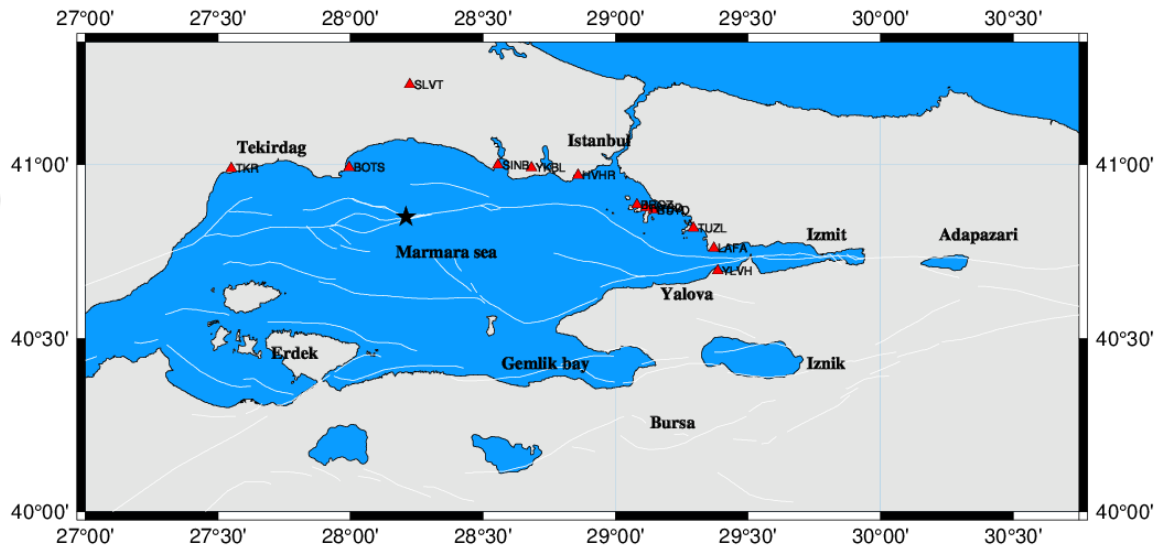 27°00' 27°30' 28°00' 28°30' 29°00' 29°30' 30°00' 30°30'
SLVT
Istanbul
Tekirdag
41°00' 41°00'
TKR BOTS SINB YKBL HVHR
TUZL
Izmit Adapazari
LAFA
Marmara sea
YLVH
Yalova
40°30' 40°30'
Erdek Gemlik bay Iznik
Bursa
40°00' 40°00'
27°00' 27°30' 28°00' 28°30' 29°00' 29°30' 30°00' 30°30'